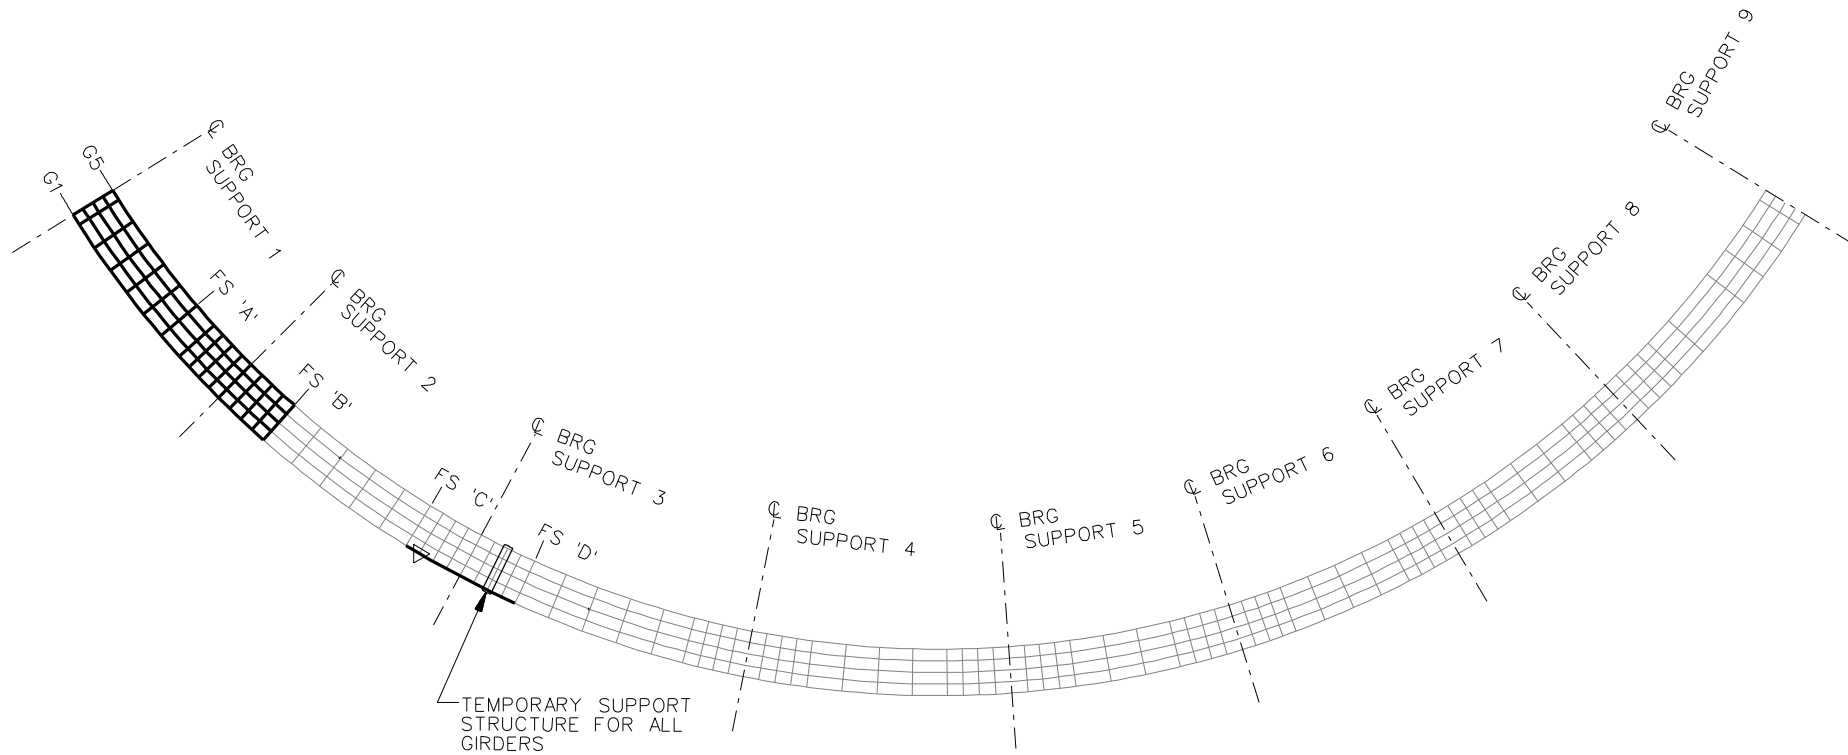 G1
G5
℄ BRG
SUPPORT 1
FS 'A'
℄ BRG
SUPPORT 2
FS 'B'
℄ BRG
SUPPORT 3
FS 'C'
FS 'D'
℄ BRG
SUPPORT 4
℄ BRG
SUPPORT 5
℄ BRG
SUPPORT 6
℄ BRG
SUPPORT 7
℄ BRG
SUPPORT 8
℄ BRG
SUPPORT 9
TEMPORARY SUPPORT
STRUCTURE FOR ALL
GIRDERS